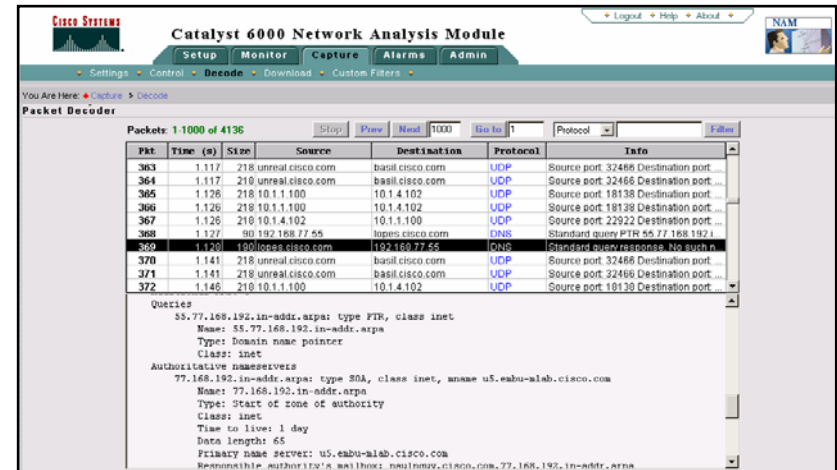 CISCO SYSTEMS
Logout Help About
NAM
Catalyst 6000 Network Analysis Module
Setup Monitor Capture Alarms Admin
Settings Control Decode Download Custom Filters
You Are Here: Capture Decode
Packet Decoder
Packets: 1-1000 of 4136 Stop Prev Next 1000 Go to 1 Protocol Filter
Pkt Time (s) Size Source Destination Protocol Info
363 1.117 218 unreal.cisco.com basil.cisco.com UDP Source port: 32466 Destination port: ...
364 1.117 218 unreal.cisco.com basil.cisco.com UDP Source port: 32466 Destination port: ...
365 1.126 218 10.1.1.100 10.1.4.102 UDP Source port: 18138 Destination port: ...
366 1.126 218 10.1.1.100 10.1.4.102 UDP Source port: 18138 Destination port: ...
367 1.126 218 10.1.4.102 10.1.1.100 UDP Source port: 22922 Destination port: ...
368 1.127 90 192.168.77.55 lopes.cisco.com DNS Standard query PTR 55.77.168.192.i...
369 190 lopes.cisco.com 192.168.77.55 DNS Standard query response, No such n...
370 1.141 218 unreal.cisco.com basil.cisco.com UDP Source port: 32466 Destination port: ...
371 1.141 218 unreal.cisco.com basil.cisco.com UDP Source port: 32466 Destination port: ...
372 1.146 218 10.1.1.100 10.1.4.102 UDP Source port: 18138 Destination port: ...
Queries
55.77.168.192.in-addr.arpa: type PTR, class inet
Name: 55.77.168.192.in-addr.arpa
Type: Domain name pointer
Class: inet
Authoritative nameservers
77.168.192.in-addr.arpa: type SOA, class inet, mname u5.embu-mlab.cisco.com
Name: 77.168.192.in-addr.arpa
Type: Start of zone of authority
Class: inet
Time to live: 1 day
Data length: 65
Primary name server: u5.embu-mlab.cisco.com
Responsible authority's mailbox: